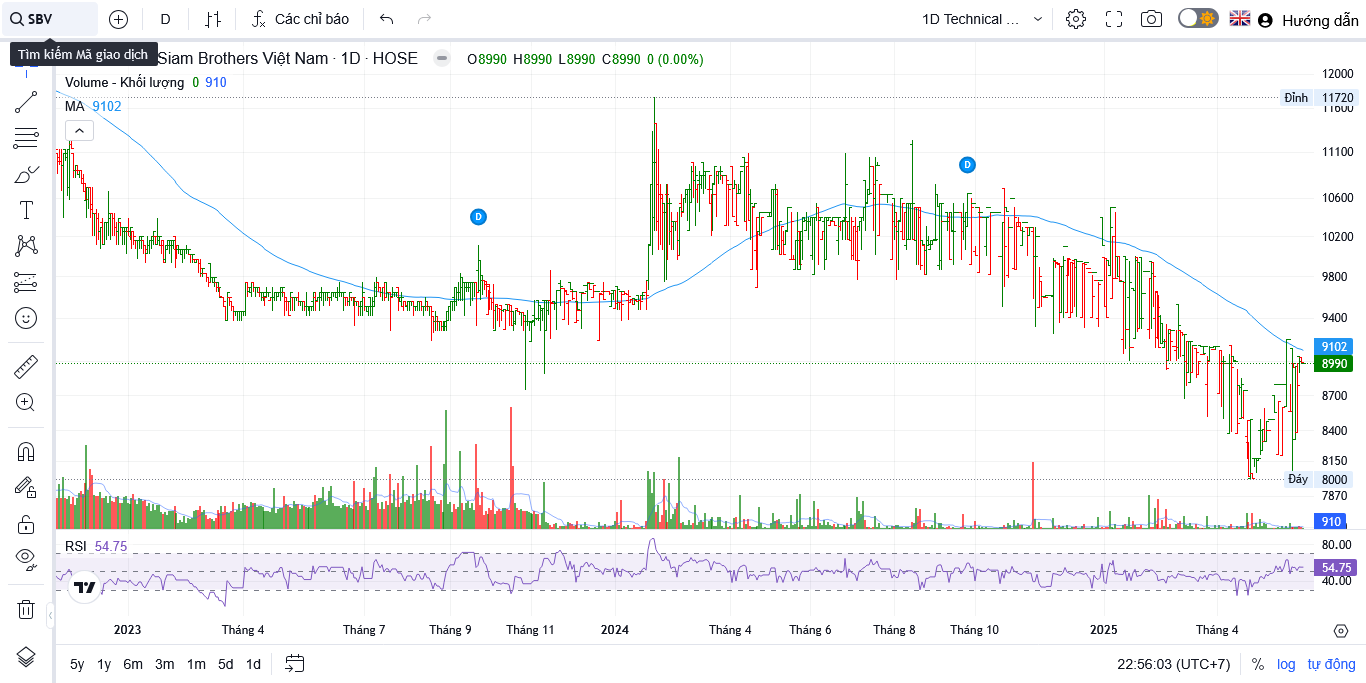 SBV D Các chỉ báo 1D Technical ... Hướng dẫn
Tìm kiếm Mã giao dịch
Siam Brothers Việt Nam · 1D · HOSE O8990 H8990 L8990 C8990 0 (0.00%)
Volume - Khối lượng 0 910
MA 9102
12000
Đỉnh 11720
11600
11100
D
10600
D
10200
9800
9400
9102
8990
8700
8400
8150
Đáy 8000
7870
910
RSI 54.75
80.00
54.75
40.00
2023 Tháng 4 Tháng 7 Tháng 9 Tháng 11 2024 Tháng 4 Tháng 6 Tháng 8 Tháng 10 2025 Tháng 4
5y 1y 6m 3m 1m 5d 1d 22:56:03 (UTC+7) % log tự động